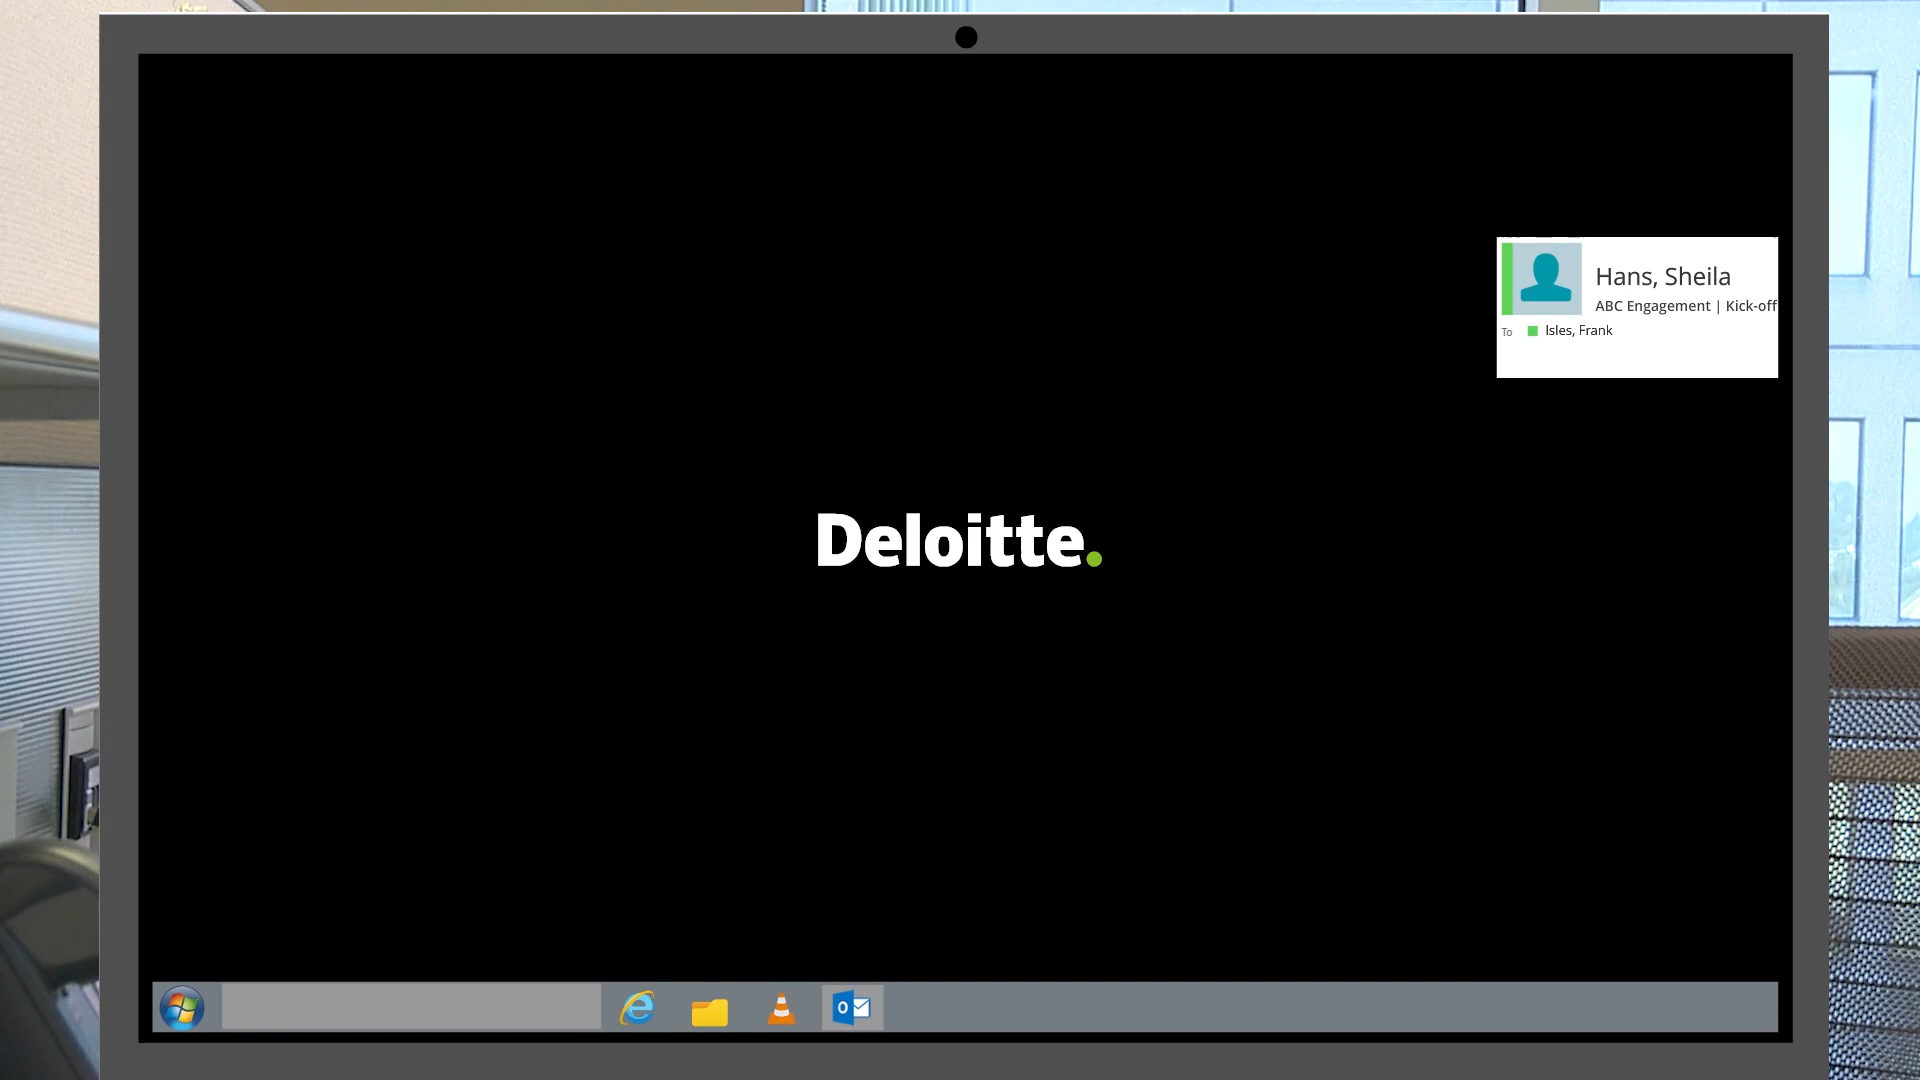 Hans, Sheila
ABC Engagement | Kick-off
To Isles, Frank
Deloitte.